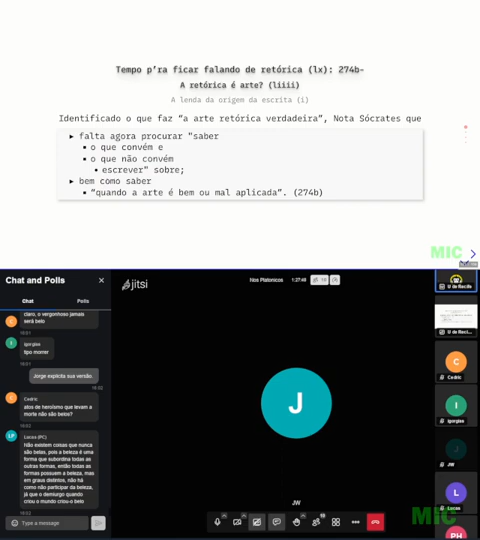 Tempo p'ra ficar falando de retórica (lx): 274b-
A retórica é arte? (liiii)
A lenda da origem da escrita (i)
Identificado o que faz “a arte retórica verdadeira”, Nota Sócrates que
▸ falta agora procurar "saber
▪ o que convém e
▪ o que não convém
▪ escrever" sobre;
▸ bem como saber
▪ “quando a arte é bem ou mal aplicada”. (274b)
MIC
Chat and Polls
Chat
Polls
claro, o vergonhoso jamais
será belo
Igorgies
tipo morrer
Jorge explicita sua versão.
Cedric
atos de heroísmo que levam a
morte não são belos?
LP
Lucas (PC)
Não existem coisas que nunca
são belas, pois a beleza é uma
forma que subordina todas as
outras formas, então todas as
formas possuem a beleza, mas
em graus distintos, não há
como não participar da beleza,
já que o demiurgo quando
criou o mundo criou-o belo
Type a message
jitsi
Nos Platonicos
1:27:48
J
JW
C
Cedric
I
Igorgies
J
JW
L
Lucas
PH
MIC